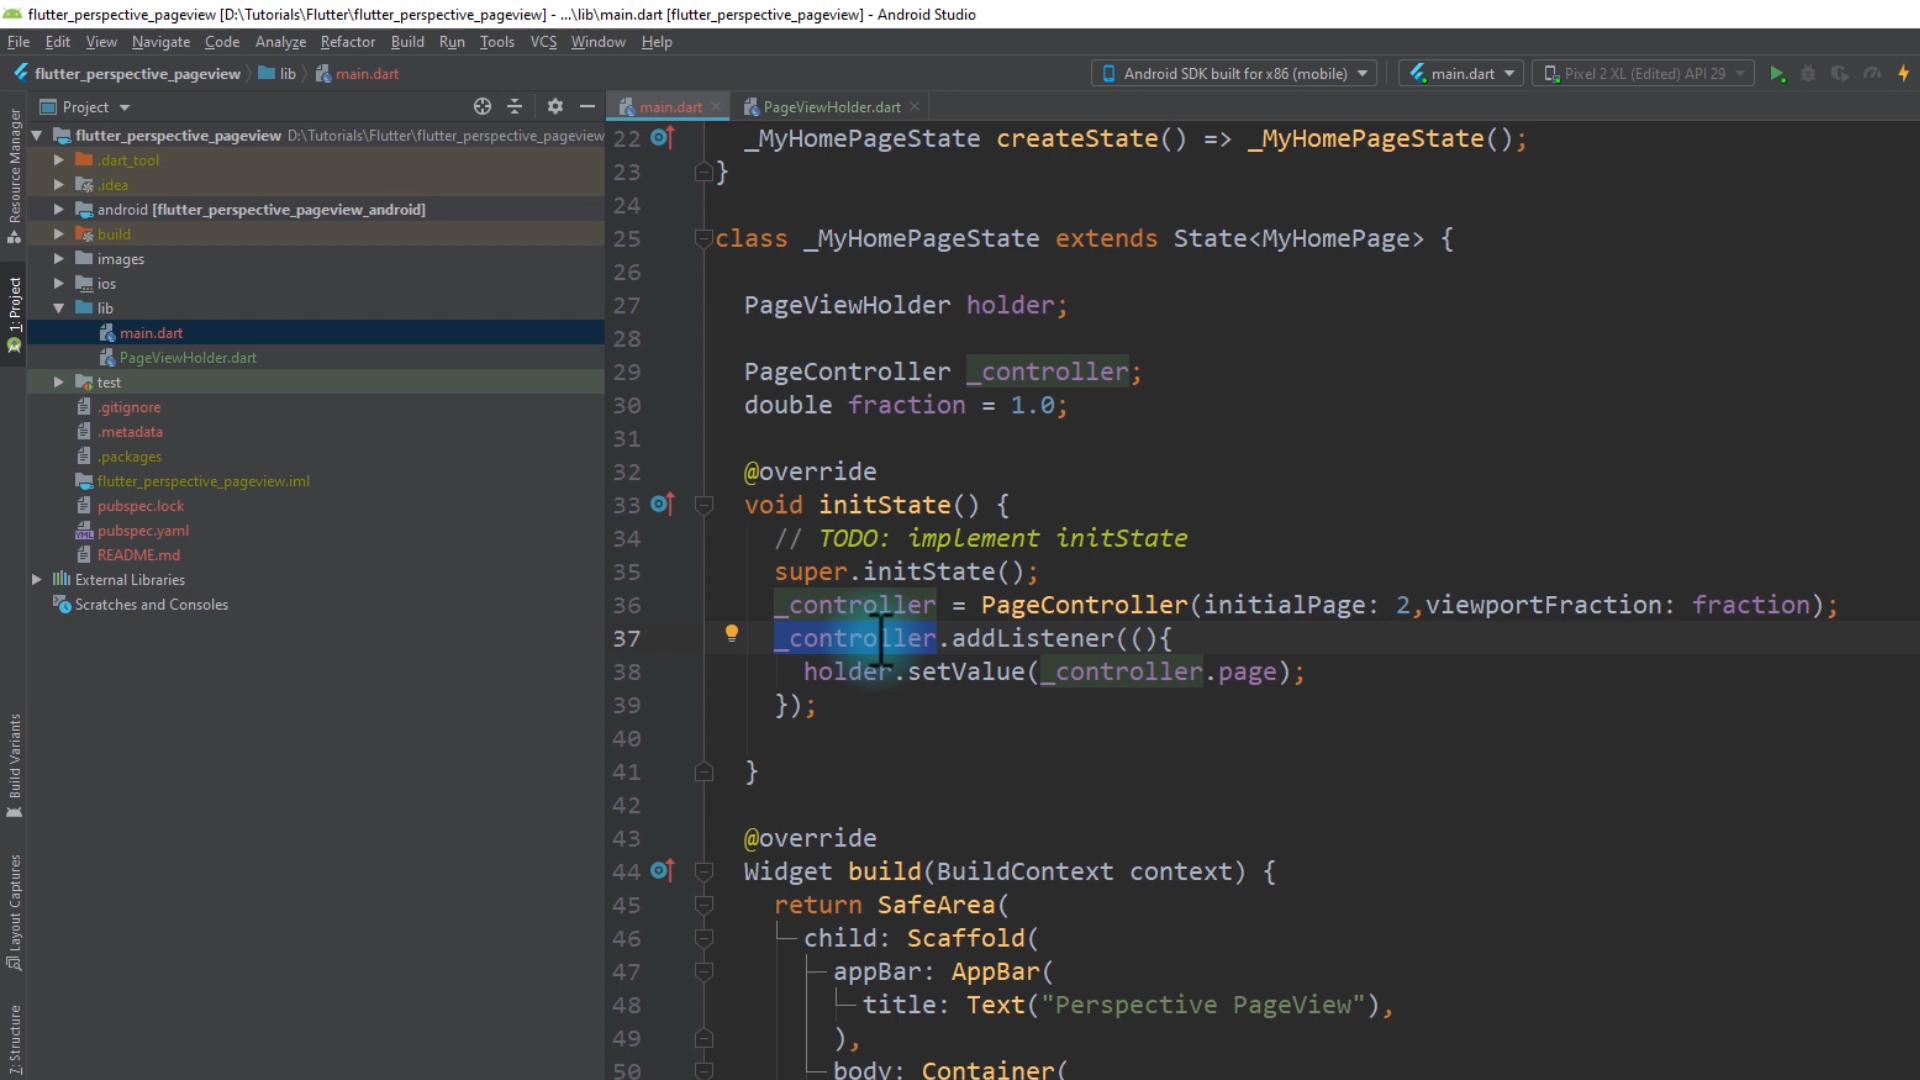 flutter_perspective_pageview [D:\Tutorials\Flutter\flutter_perspective_pageview] - ...\lib\main.dart [flutter_perspective_pageview] - Android Studio
File Edit View Navigate Code Analyze Refactor Build Run Tools VCS Window Help
flutter_perspective_pageview lib main.dart Android SDK built for x86 (mobile) main.dart Pixel 2 XL (Edited) API 29
Project main.dart PageViewHolder.dart
Resource Manager
1: Project
Build Variants
Layout Captures
7: Structure
flutter_perspective_pageview D:\Tutorials\Flutter\flutter_perspective_pageview
.dart_tool
.idea
android [flutter_perspective_pageview_android]
build
images
ios
lib
main.dart
PageViewHolder.dart
test
.gitignore
.metadata
.packages
flutter_perspective_pageview.iml
pubspec.lock
pubspec.yaml
README.md
External Libraries
Scratches and Consoles
22 _MyHomePageState createState() => _MyHomePageState();
23 }
24
25 class _MyHomePageState extends State<MyHomePage> {
26
27 PageViewHolder holder;
28
29 PageController _controller;
30 double fraction = 1.0;
31
32 @override
33 void initState() {
34 // TODO: implement initState
35 super.initState();
36 _controller = PageController(initialPage: 2,viewportFraction: fraction);
37 _controller.addListener((){
38 holder.setValue(_controller.page);
39 });
40
41 }
42
43 @override
44 Widget build(BuildContext context) {
45 return SafeArea(
46 child: Scaffold(
47 appBar: AppBar(
48 title: Text("Perspective PageView"),
49 ),
50 body: Container(